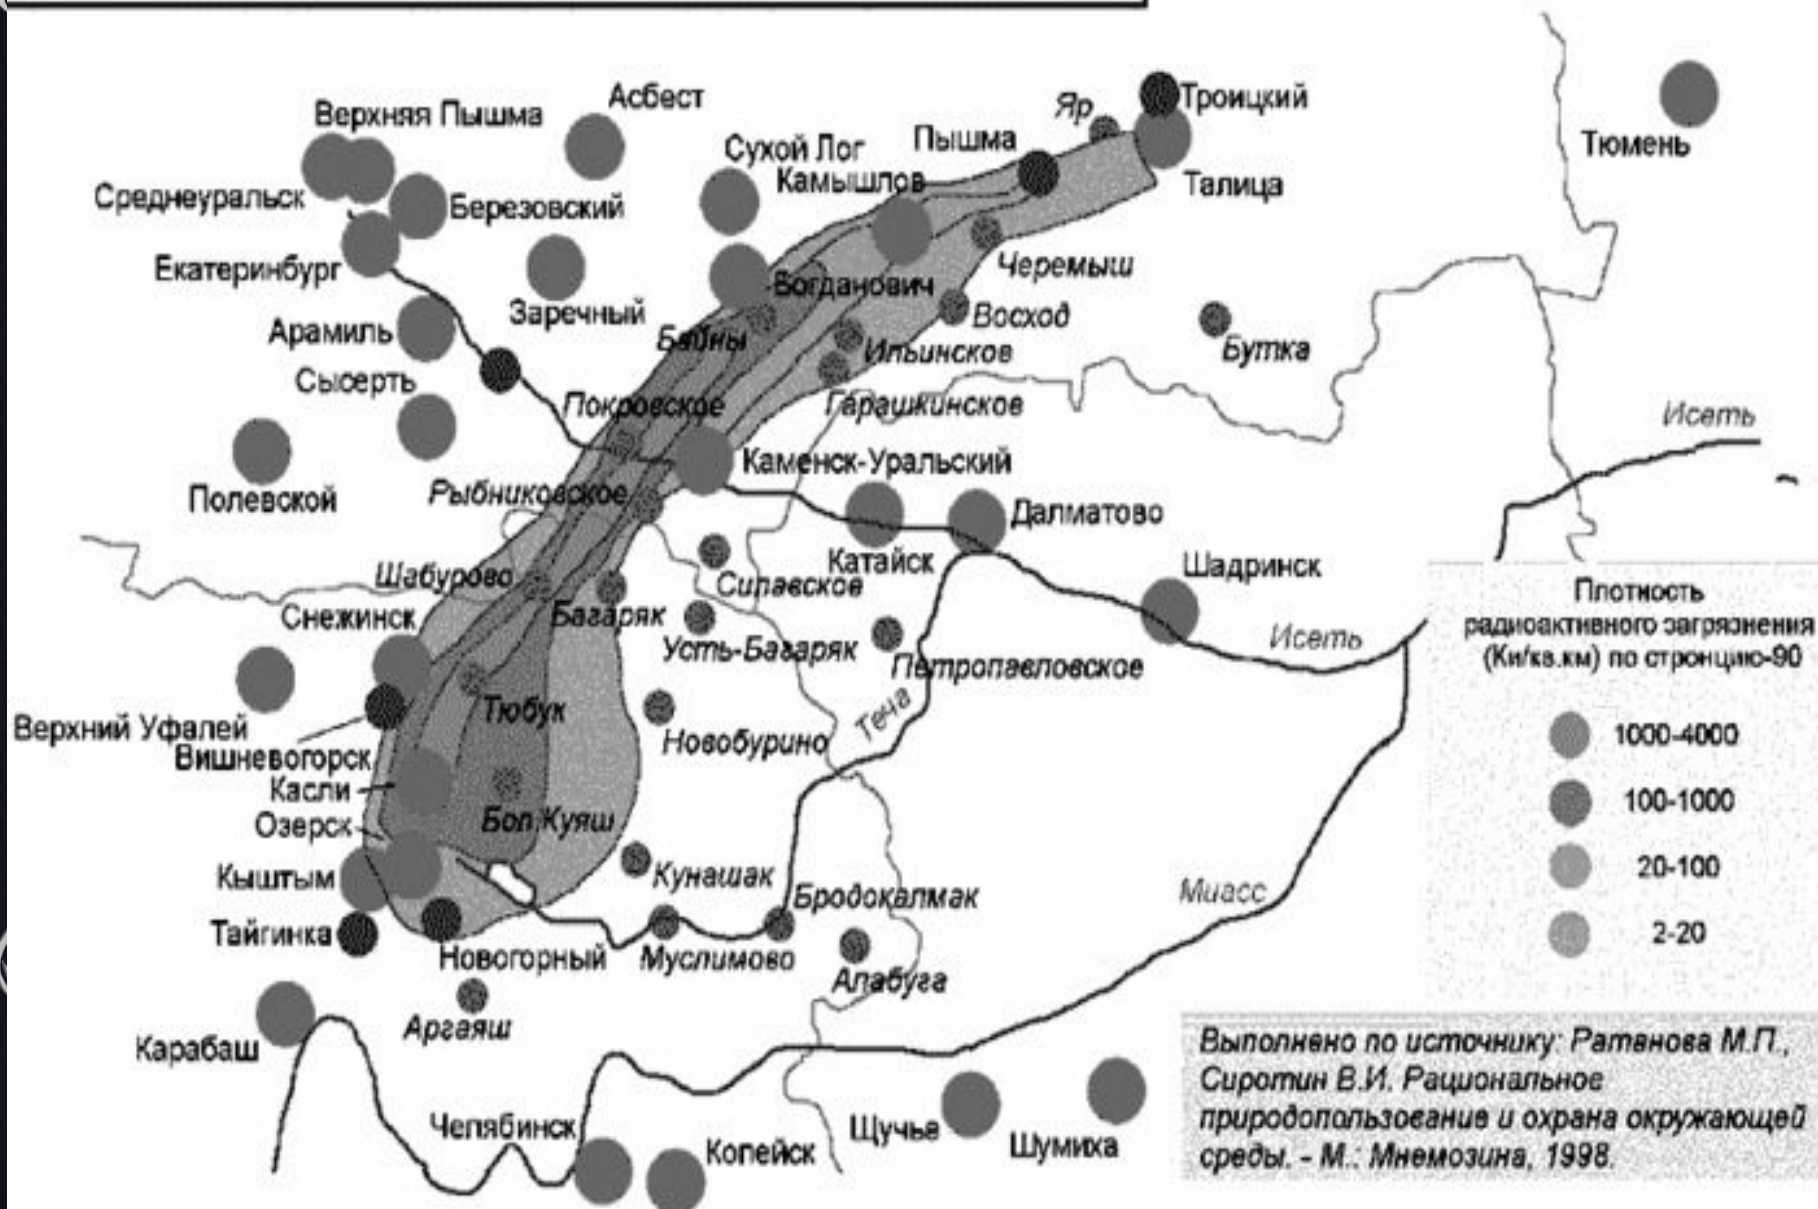 Асбест
Верхняя Пышма
Троицкий
Яр
Пышма
Тюмень
Сухой Лог
Камышлов
Талица
Среднеуральск
Березовский
Екатеринбург
Черемыш
Богданович
Заречный
Восход
Арамиль
Байны
Ильинсков
Бутка
Сысерть
Покровское
Гарашкинсков
Исеть
Каменск-Уральский
Полевской
Рыбниковское
Далматово
Катайск
Шадринск
Шабурово
Сипавское
Снежинск
Багаряк
Усть-Багаряк
Исеть
Петропавловское
Тюбук
Теча
Верхний Уфалей
Новобурино
Вишневогорск
Касли
Озерск
Бол.Куяш
Кыштым
Кунашак
Бродокалмак
Миасс
Тайгинка
Новогорный
Муслимово
Алабуга
Аргаяш
Карабаш
Челябинск
Копейск
Щучье
Шумиха
Плотность
радиоактивного загрязнения
(Ки/кв.км) по стронцию-90
1000-4000
100-1000
20-100
2-20
Выполнено по источнику: Ратанова М.П.,
Сиротин В.И. Рациональное
природопользование и охрана окружающей
среды. - М.: Мнемозина, 1998.